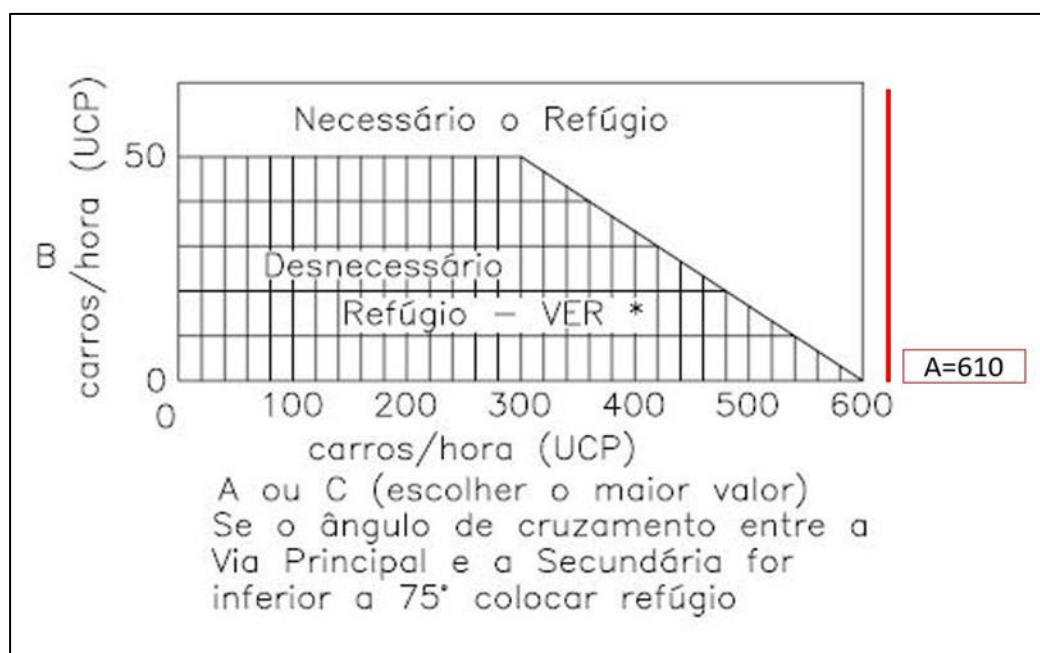 Necessário o Refúgio
50
B
carros/hora (UCP)
Desnecessário
Refúgio – VER *
0
A=610
0 100 200 300 400 500 600
carros/hora (UCP)
A ou C (escolher o maior valor)
Se o ângulo de cruzamento entre a
Via Principal e a Secundária for
inferior a 75° colocar refúgio